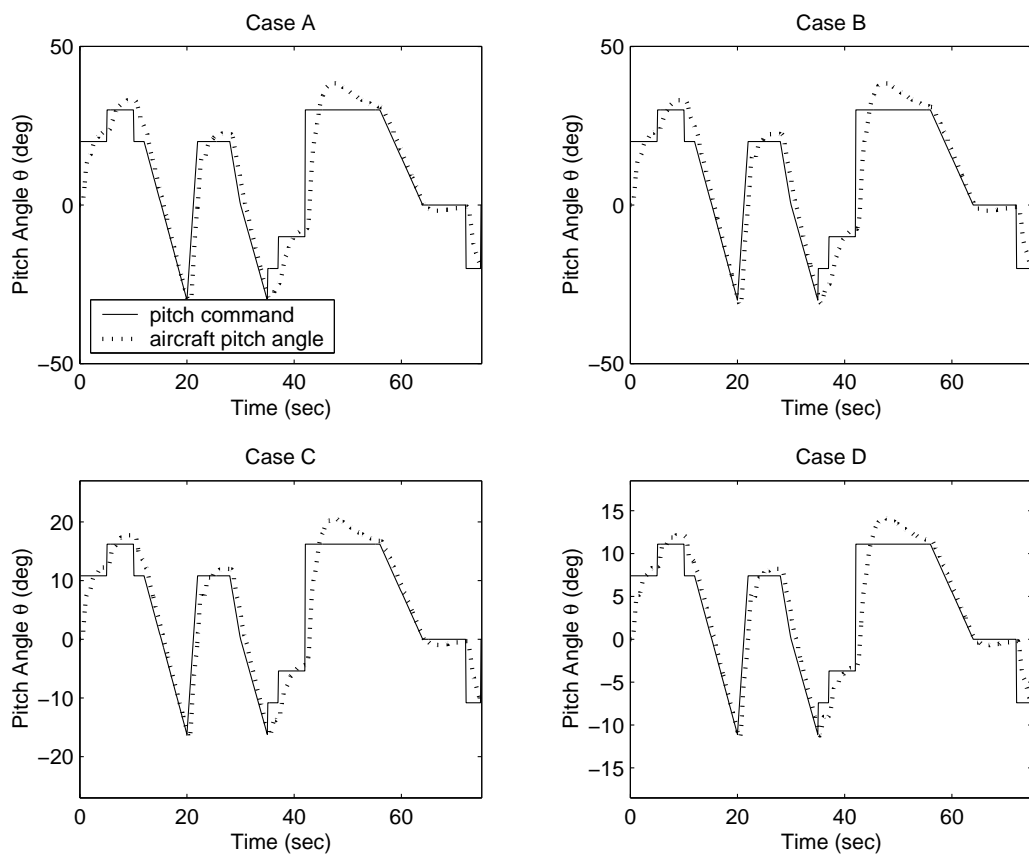 Case A
50
0
−50
Pitch Angle θ (deg)
pitch command
aircraft pitch angle
0
20
40
60
Time (sec)
Case B
50
0
−50
Pitch Angle θ (deg)
0
20
40
60
Time (sec)
Case C
20
10
0
−10
−20
Pitch Angle θ (deg)
0
20
40
60
Time (sec)
Case D
15
10
5
0
−5
−10
−15
Pitch Angle θ (deg)
0
20
40
60
Time (sec)